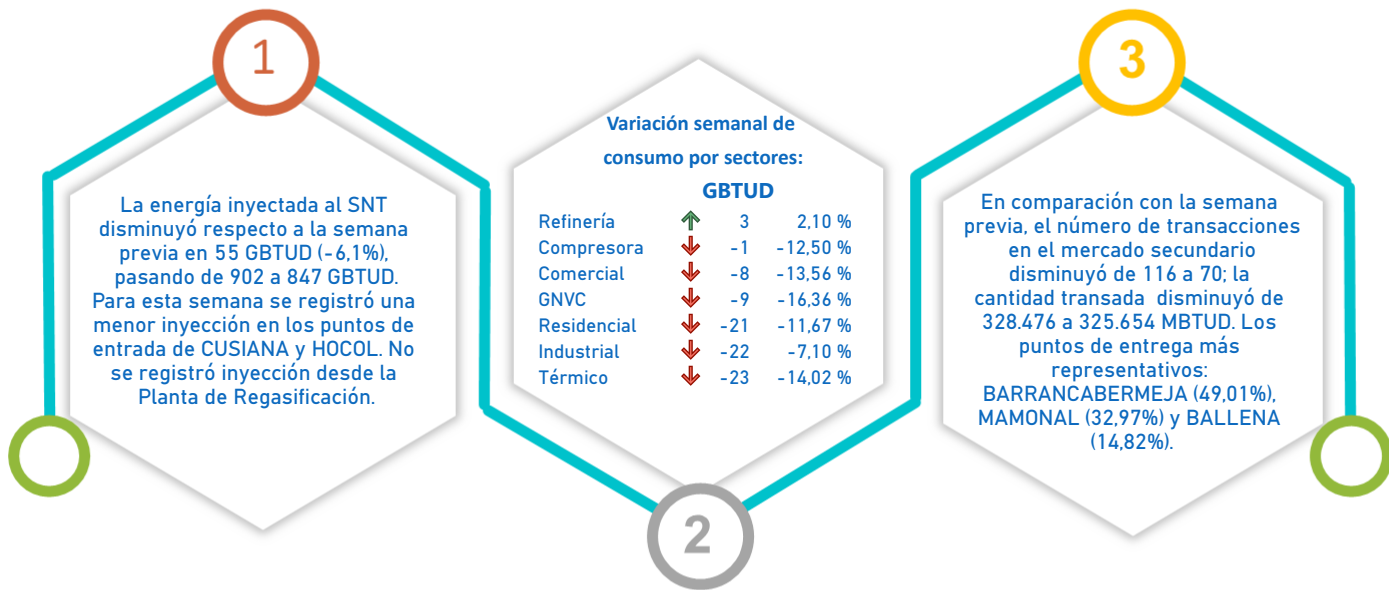 1
La energía inyectada al SNT
disminuyó respecto a la semana
previa en 55 GBTUD (-6,1%),
pasando de 902 a 847 GBTUD.
Para esta semana se registró una
menor inyección en los puntos de
entrada de CUSIANA y HOCOL. No
se registró inyección desde la
Planta de Regasificación.
2
Variación semanal de
consumo por sectores:
GBTUD
Refinería 3 2,10 %
Compresora -1 -12,50 %
Comercial -8 -13,56 %
GNVC -9 -16,36 %
Residencial -21 -11,67 %
Industrial -22 -7,10 %
Térmico -23 -14,02 %
3
En comparación con la semana
previa, el número de transacciones
en el mercado secundario
disminuyó de 116 a 70; la
cantidad transada disminuyó de
328.476 a 325.654 MBTUD. Los
puntos de entrega más
representativos:
BARRANCABERMEJA (49,01%),
MAMONAL (32,97%) y BALLENA
(14,82%).